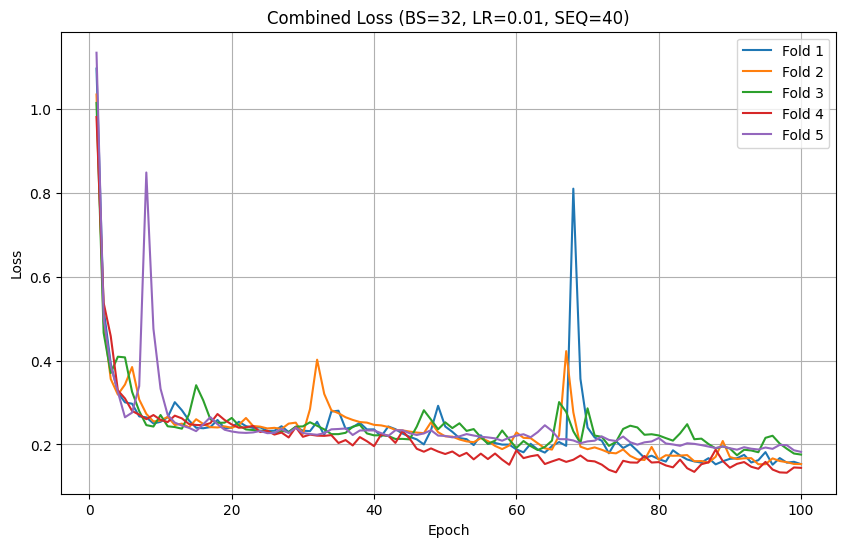 Combined Loss (BS=32, LR=0.01, SEQ=40)
Fold 1
Fold 2
Fold 3
Fold 4
Fold 5
Loss
1.0
0.8
0.6
0.4
0.2
0 20 40 60 80 100
Epoch